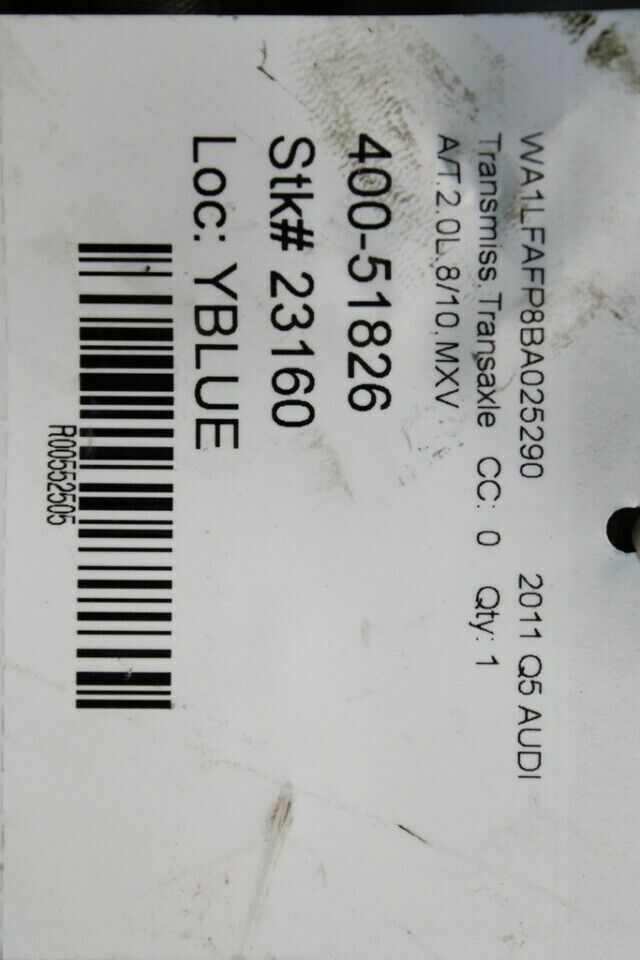 WA1LFAFP8BA025290 2011 Q5 AUDI
Transmiss,Transaxle CC: 0 Qty: 1
A/T,2.0L,8/10,MXV
400-51826
Stk# 23160
Loc: YBLUE
R00552505